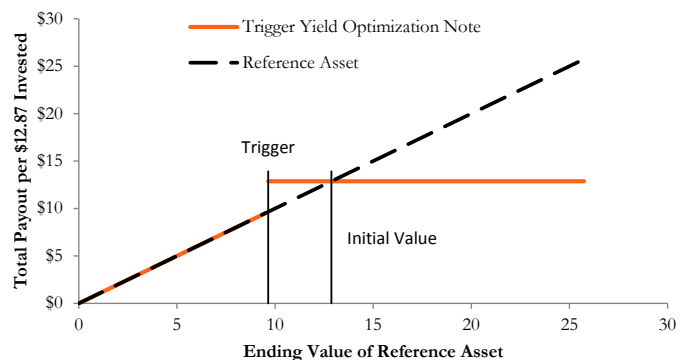 Total Payout per $12.87 Invested
$30
$25
$20
$15
$10
$5
$0
Trigger Yield Optimization Note
Reference Asset
Trigger
Initial Value
0
5
10
15
20
25
30
Ending Value of Reference Asset